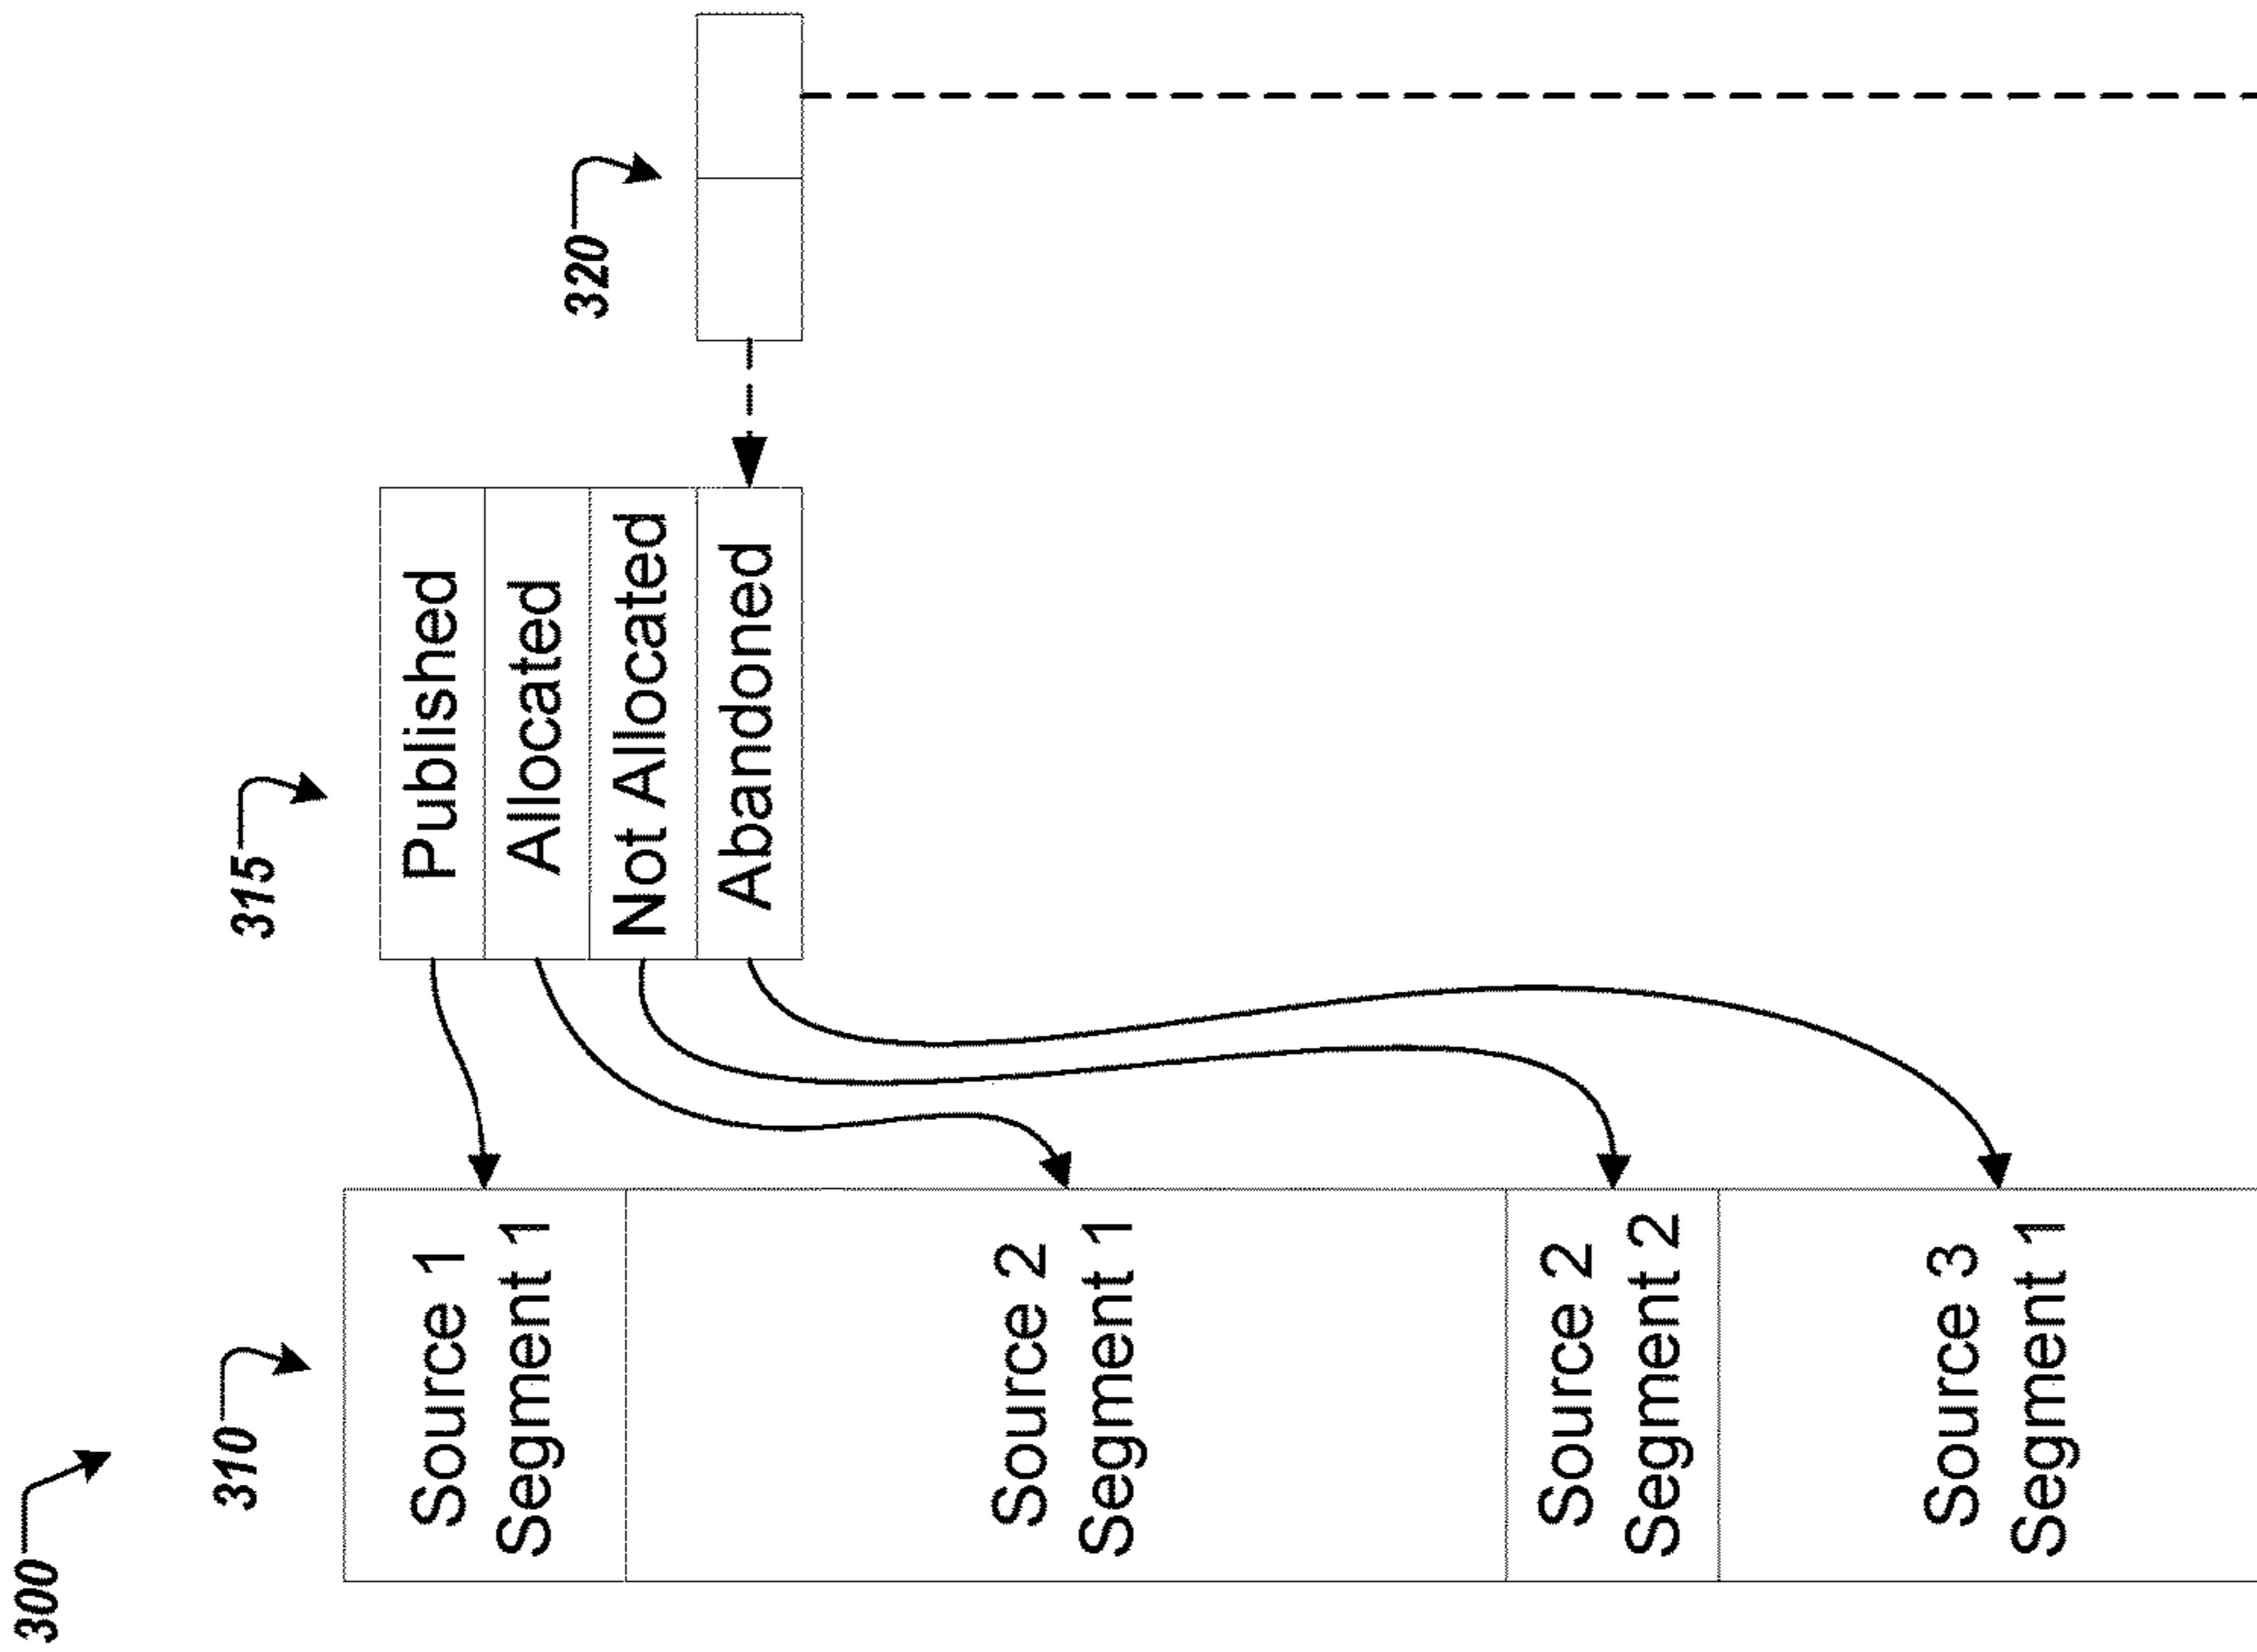 300
310
Source 1
Segment 1
Source 2
Segment 1
Source 2
Segment 2
Source 3
Segment 1
315
Published
Allocated
Not Allocated
Abandoned
320